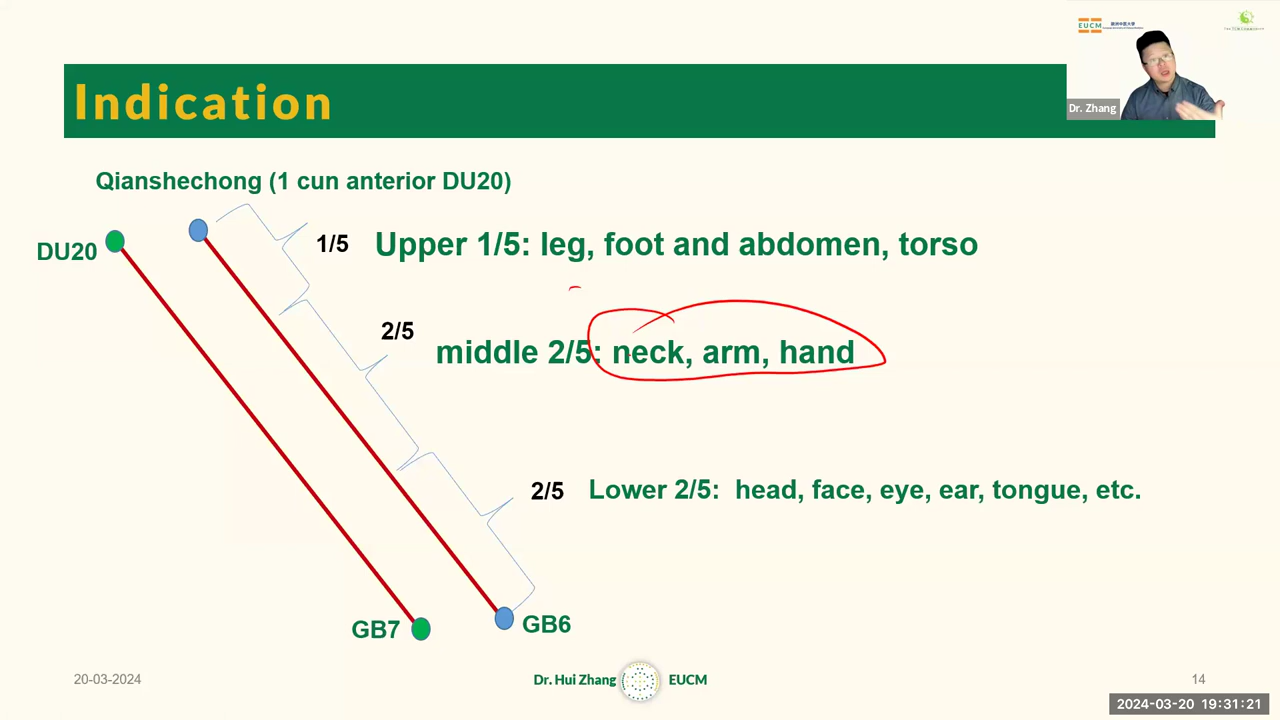 EUCM
Indication
Dr. Zhang
Qianshechong (1 cun anterior DU20)
DU20
1/5
Upper 1/5: leg, foot and abdomen, torso
2/5
middle 2/5: neck, arm, hand
2/5
Lower 2/5: head, face, eye, ear, tongue, etc.
GB7
GB6
20-03-2024
Dr. Hui Zhang
EUCM
14
2024-03-20 19:31:21